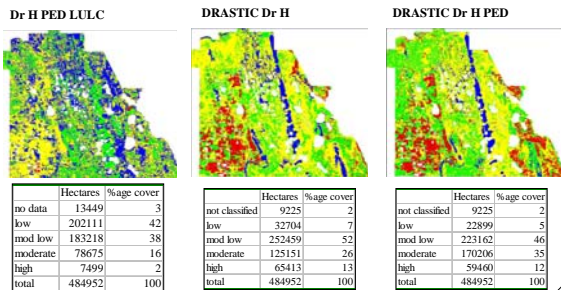 Dr H PED LULC
DRASTIC Dr H
DRASTIC Dr H PED
Hectares %age cover
no data 13449 3
low 202111 42
mod low 183218 38
moderate 78675 16
high 7499 2
total 484952 100
Hectares %age cover
not classified 9225 2
low 32704 7
mod low 252459 52
moderate 125151 26
high 65413 13
total 484952 100
Hectares %age cover
not classified 9225 2
low 22899 5
mod low 223162 46
moderate 170206 35
high 59460 12
total 484952 100